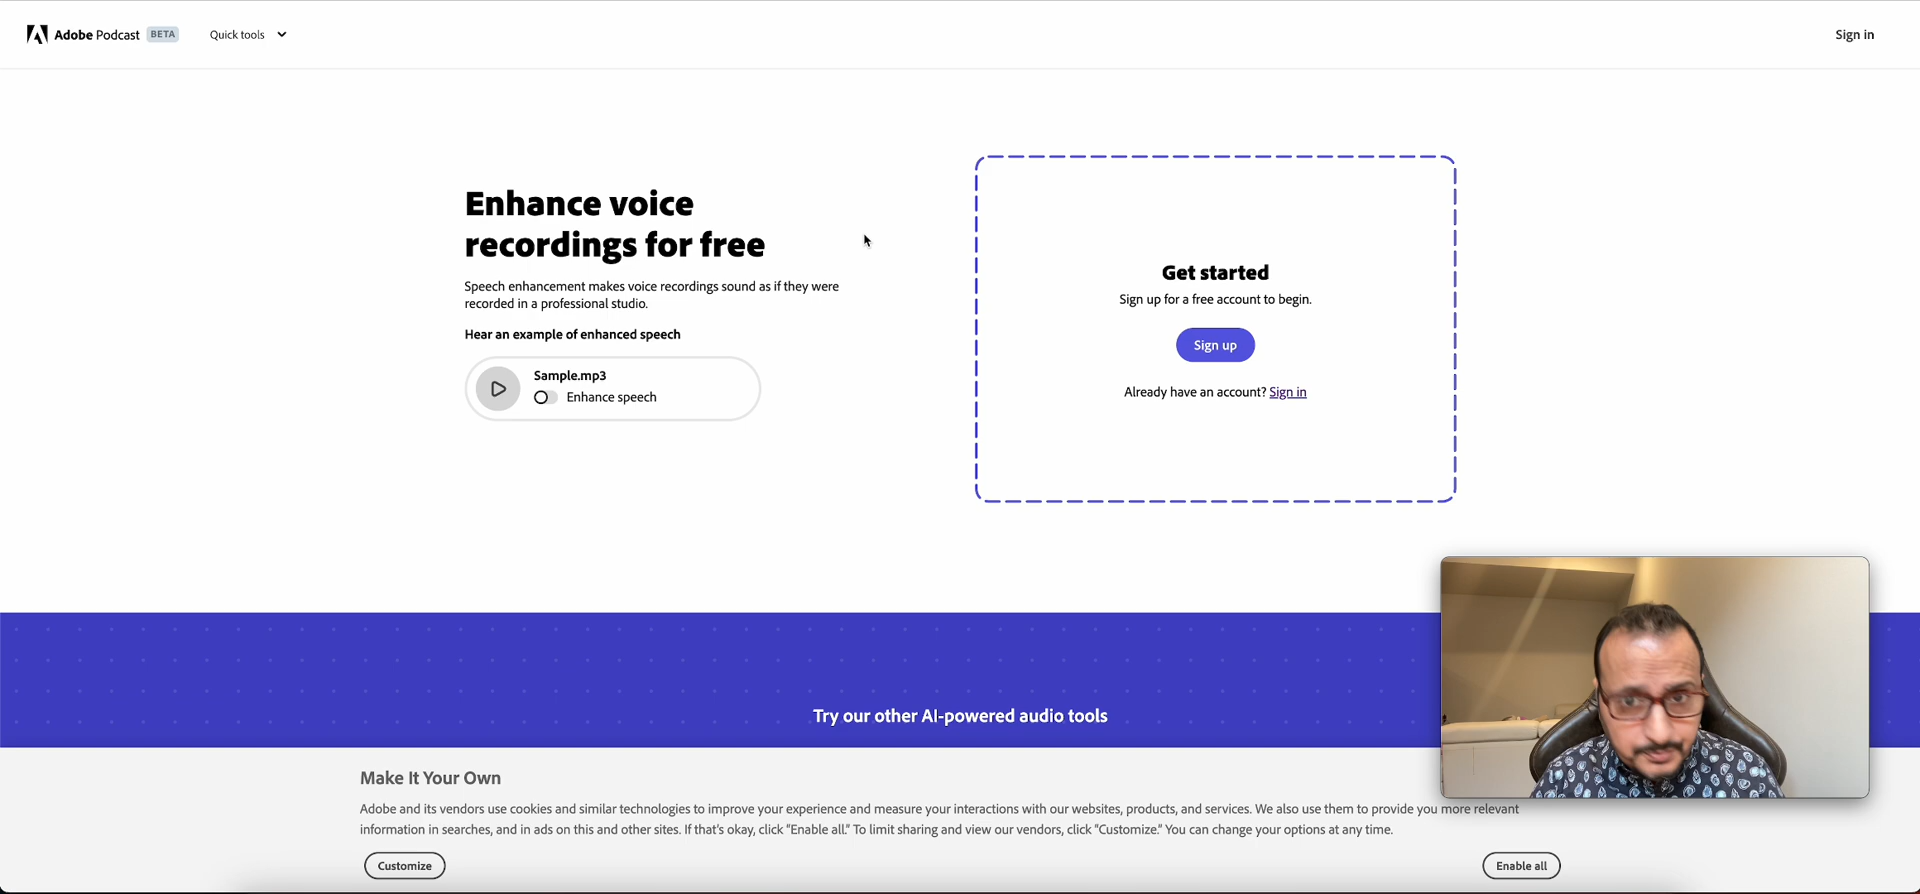 Adobe Podcast BETA Quick tools Sign in
Enhance voice
recordings for free
Speech enhancement makes voice recordings sound as if they were
recorded in a professional studio.
Hear an example of enhanced speech
Sample.mp3
Enhance speech
Get started
Sign up for a free account to begin.
Sign up
Already have an account? Sign in
Try our other AI-powered audio tools
Make It Your Own
Adobe and its vendors use cookies and similar technologies to improve your experience and measure your interactions with our websites, products, and services. We also use them to provide you more relevant
information in searches, and in ads on this and other sites. If that's okay, click “Enable all.” To limit sharing and view our vendors, click “Customize.” You can change your options at any time.
Customize Enable all